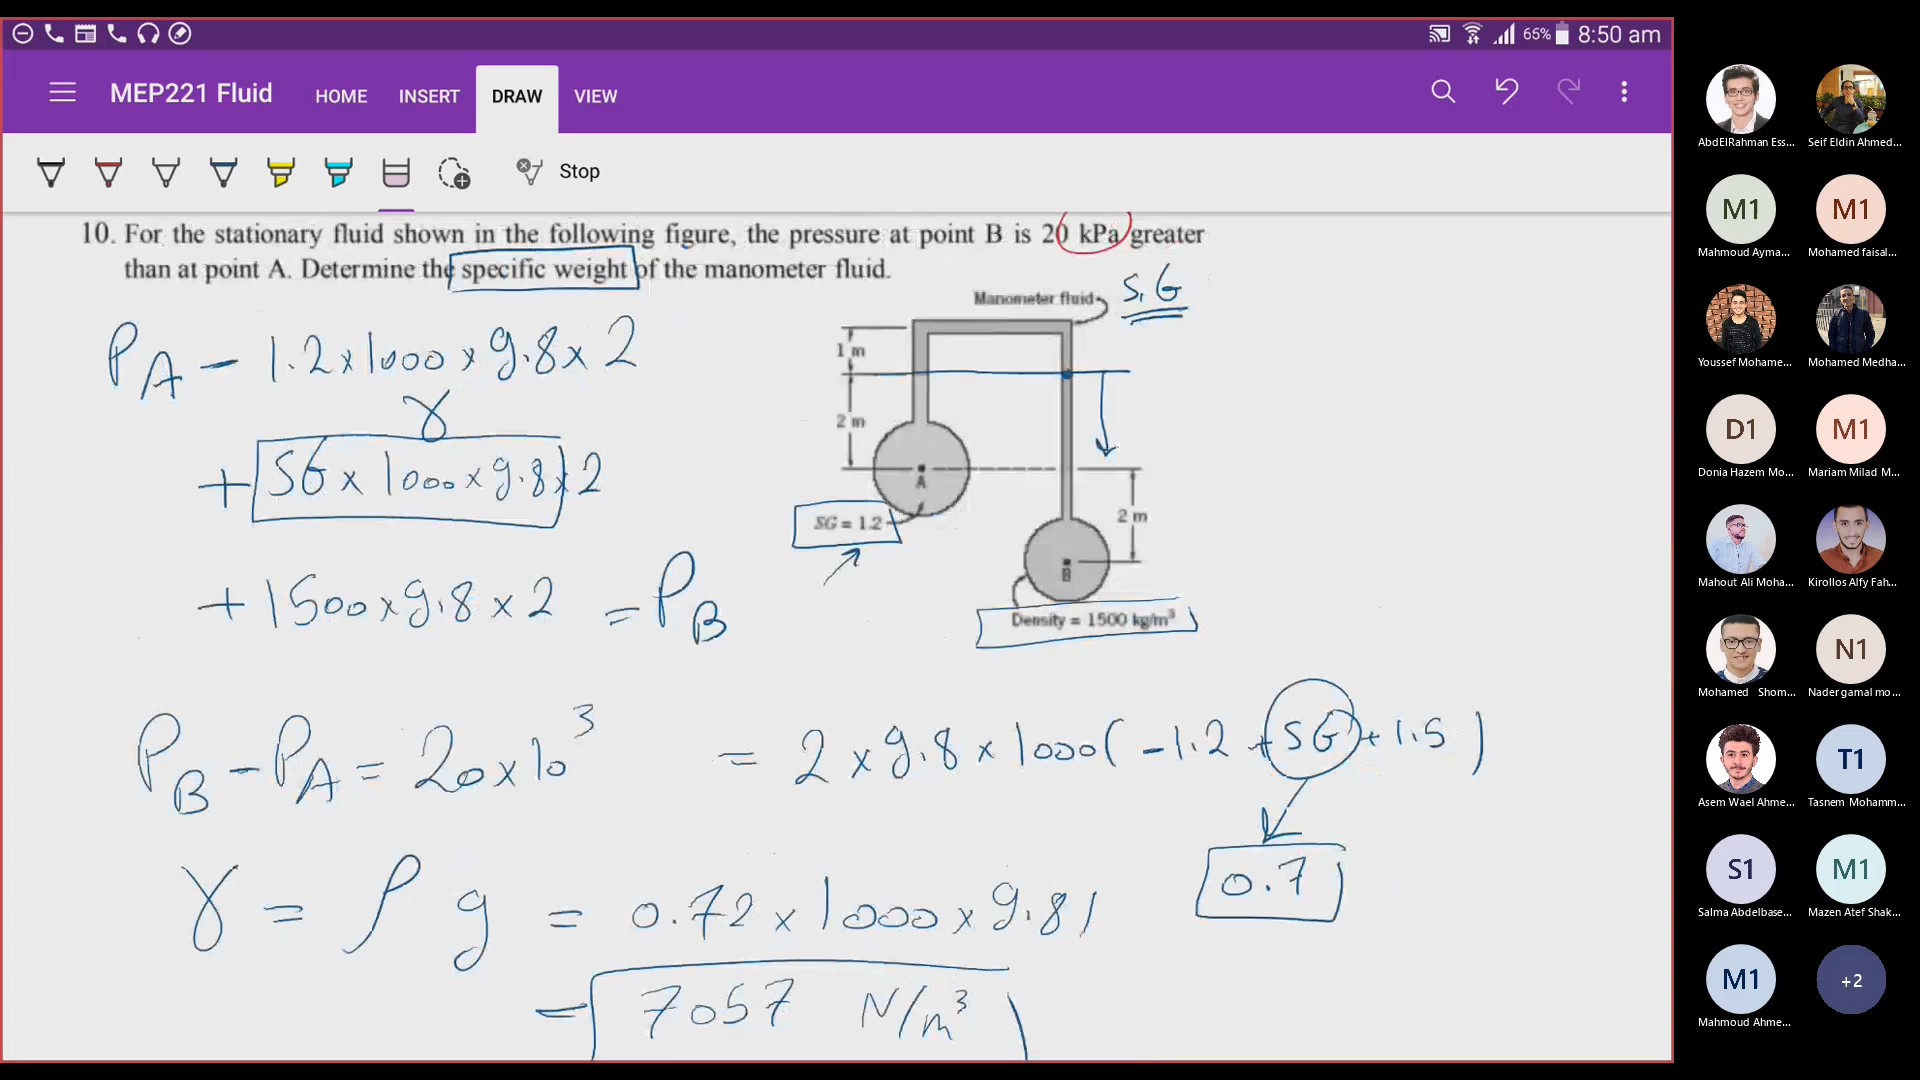 65% 8:50 am
MEP221 Fluid HOME INSERT DRAW VIEW
Stop
10. For the stationary fluid shown in the following figure, the pressure at point B is 20 kPa greater
than at point A. Determine the specific weight of the manometer fluid.
Manometer fluid S.G
1 m
2 m
A
SG = 1.2
2 m
B
Density = 1500 kg/m³
P_A - 1.2 x 1000 x 9.8 x 2
γ
+ SG x 1000 x 9.8 x 2
+ 1500 x 9.8 x 2 = P_B
P_B - P_A = 20 x 10³ = 2 x 9.8 x 1000 ( -1.2 + SG + 1.5 )
0.7
γ = ρ g = 0.72 x 1000 x 9.81
= 7057 N/m³
AbdElRahman Ess... Seif Eldin Ahmed...
M1 M1
Mahmoud Ayma... Mohamed faisal...
Youssef Mohame... Mohamed Medha...
D1 M1
Donia Hazem Mo... Mariam Milad M...
Mahout Ali Moha... Kirollos Alfy Fah...
N1
Mohamed Shom... Nader gamal mo...
T1
Asem Wael Ahme... Tasnem Mohamm...
S1 M1
Salma Abdelbase... Mazen Atef Shak...
M1 +2
Mahmoud Ahme...